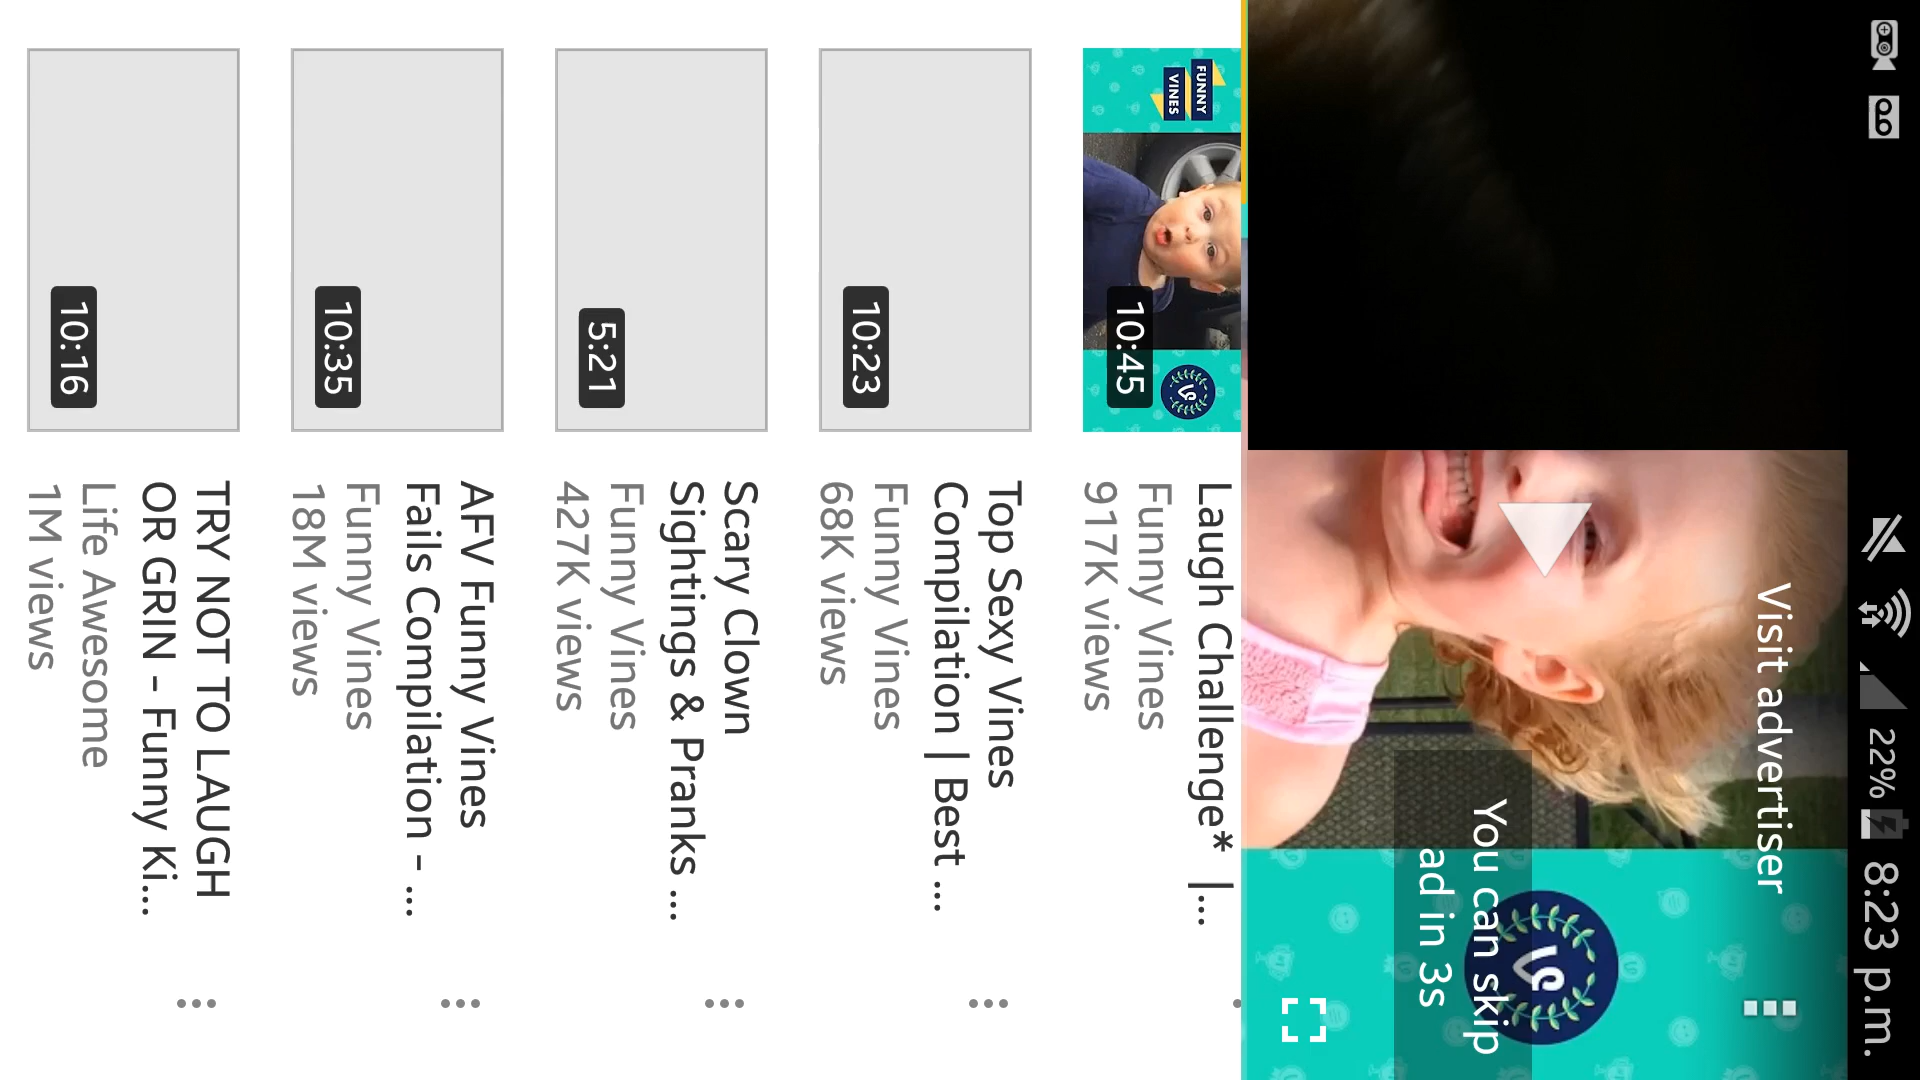 22% 8:23 p.m.
Visit advertiser
You can skip
ad in 3s
FUNNY
VINES
10:45
Laugh Challenge* |...
Funny Vines
917K views
10:23
Top Sexy Vines
Compilation | Best ...
Funny Vines
68K views
5:21
Scary Clown
Sightings & Pranks ...
Funny Vines
427K views
10:35
AFV Funny Vines
Fails Compilation - ...
Funny Vines
18M views
10:16
TRY NOT TO LAUGH
OR GRIN - Funny Ki...
Life Awesome
1M views